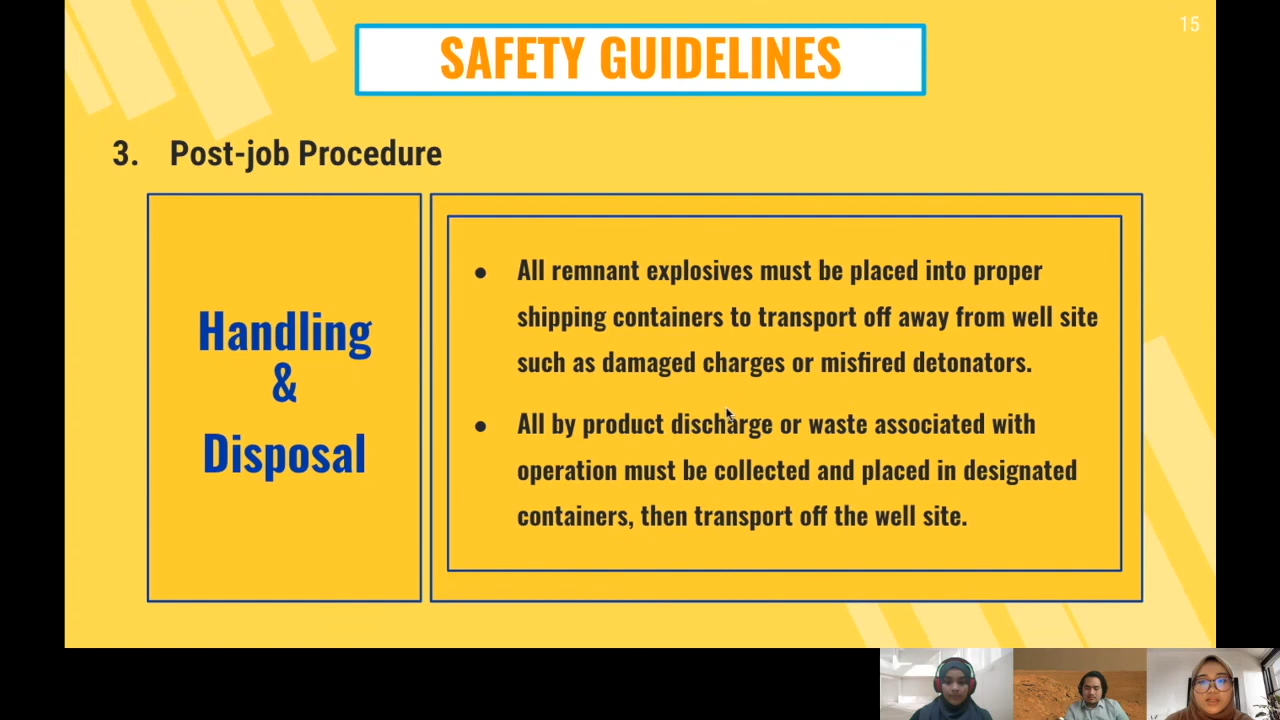 15
SAFETY GUIDELINES
3. Post-job Procedure
Handling
&
Disposal
● All remnant explosives must be placed into proper
shipping containers to transport off away from well site
such as damaged charges or misfired detonators.
● All by product discharge or waste associated with
operation must be collected and placed in designated
containers, then transport off the well site.